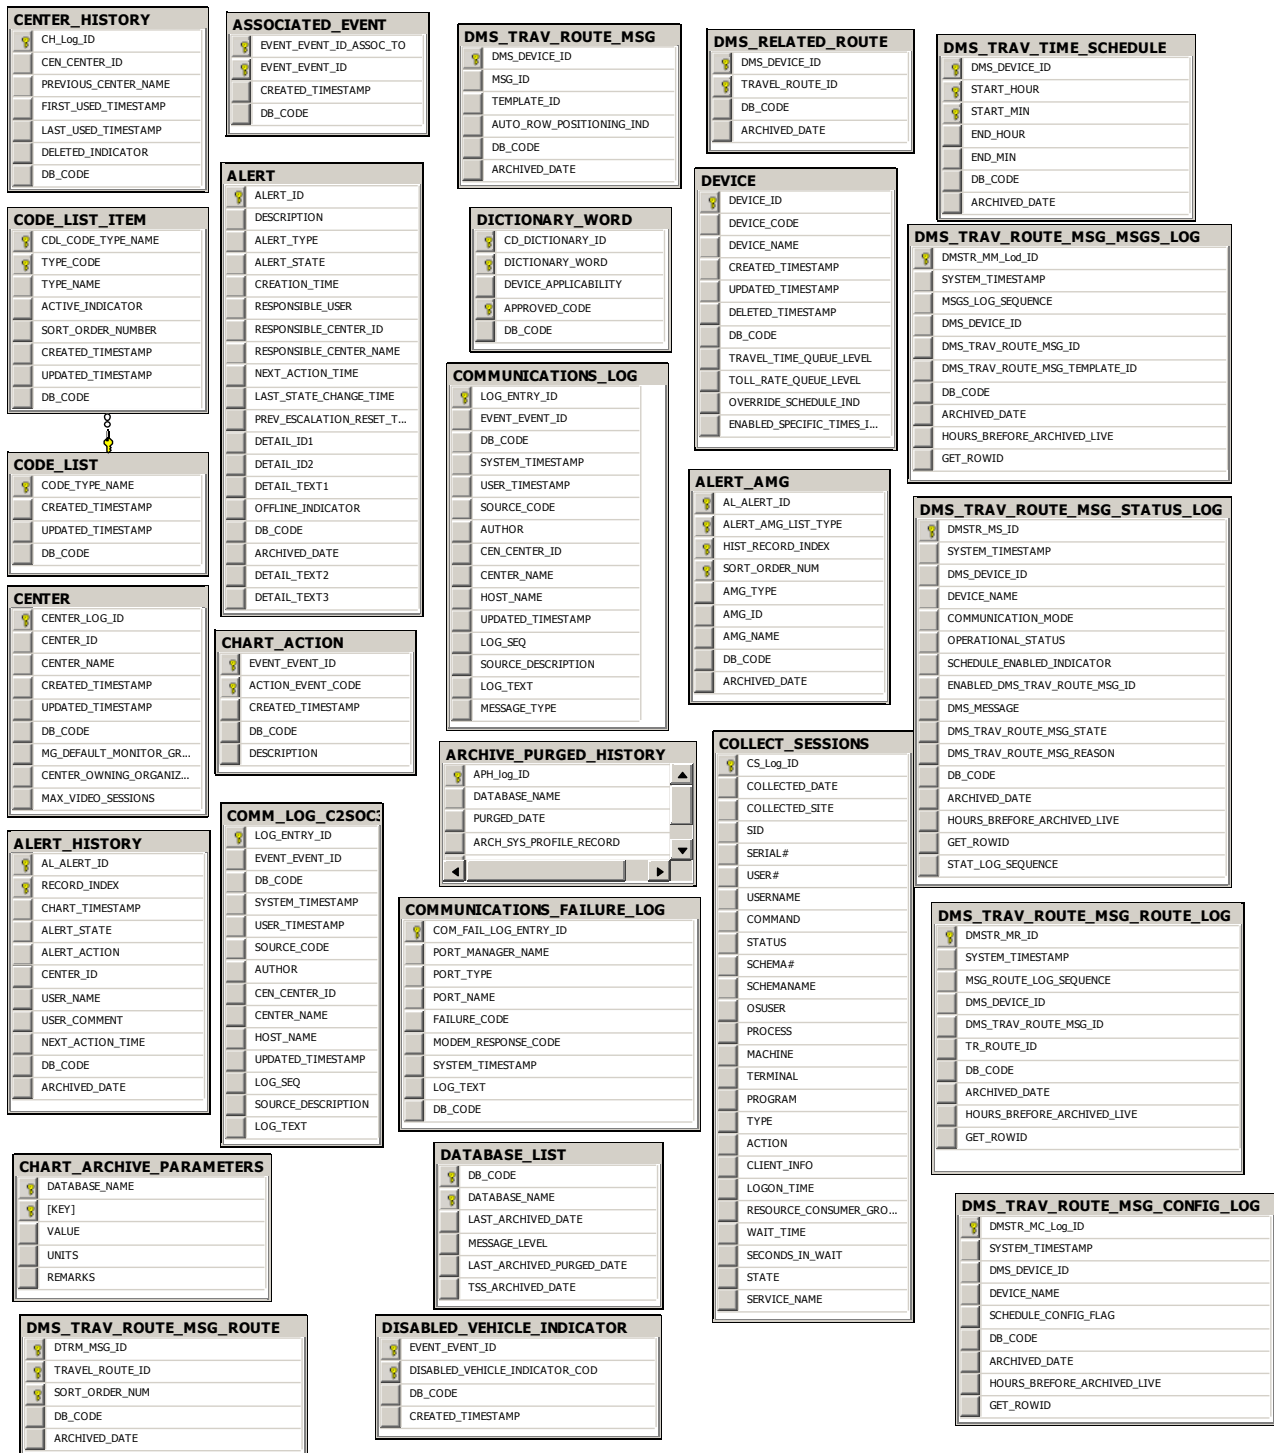 CENTER_HISTORY
CH_Log_ID
CEN_CENTER_ID
PREVIOUS_CENTER_NAME
FIRST_USED_TIMESTAMP
LAST_USED_TIMESTAMP
DELETED_INDICATOR
DB_CODE
CODE_LIST_ITEM
CDL_CODE_TYPE_NAME
TYPE_CODE
TYPE_NAME
ACTIVE_INDICATOR
SORT_ORDER_NUMBER
CREATED_TIMESTAMP
UPDATED_TIMESTAMP
DB_CODE
CODE_LIST
CODE_TYPE_NAME
CREATED_TIMESTAMP
UPDATED_TIMESTAMP
DB_CODE
CENTER
CENTER_LOG_ID
CENTER_ID
CENTER_NAME
CREATED_TIMESTAMP
UPDATED_TIMESTAMP
DB_CODE
MG_DEFAULT_MONITOR_GR...
CENTER_OWNING_ORGANIZ...
MAX_VIDEO_SESSIONS
ALERT_HISTORY
AL_ALERT_ID
RECORD_INDEX
CHART_TIMESTAMP
ALERT_STATE
ALERT_ACTION
CENTER_ID
USER_NAME
USER_COMMENT
NEXT_ACTION_TIME
DB_CODE
ARCHIVED_DATE
CHART_ARCHIVE_PARAMETERS
DATABASE_NAME
[KEY]
VALUE
UNITS
REMARKS
DMS_TRAV_ROUTE_MSG_ROUTE
DTRM_MSG_ID
TRAVEL_ROUTE_ID
SORT_ORDER_NUM
DB_CODE
ARCHIVED_DATE
ASSOCIATED_EVENT
EVENT_EVENT_ID_ASSOC_TO
EVENT_EVENT_ID
CREATED_TIMESTAMP
DB_CODE
ALERT
ALERT_ID
DESCRIPTION
ALERT_TYPE
ALERT_STATE
CREATION_TIME
RESPONSIBLE_USER
RESPONSIBLE_CENTER_ID
RESPONSIBLE_CENTER_NAME
NEXT_ACTION_TIME
LAST_STATE_CHANGE_TIME
PREV_ESCALATION_RESET_T...
DETAIL_ID1
DETAIL_ID2
DETAIL_TEXT1
OFFLINE_INDICATOR
DB_CODE
ARCHIVED_DATE
DETAIL_TEXT2
DETAIL_TEXT3
CHART_ACTION
EVENT_EVENT_ID
ACTION_EVENT_CODE
CREATED_TIMESTAMP
DB_CODE
DESCRIPTION
COMM_LOG_C2SOC3
LOG_ENTRY_ID
EVENT_EVENT_ID
DB_CODE
SYSTEM_TIMESTAMP
USER_TIMESTAMP
SOURCE_CODE
AUTHOR
CEN_CENTER_ID
CENTER_NAME
HOST_NAME
UPDATED_TIMESTAMP
LOG_SEQ
SOURCE_DESCRIPTION
LOG_TEXT
DMS_TRAV_ROUTE_MSG
DMS_DEVICE_ID
MSG_ID
TEMPLATE_ID
AUTO_ROW_POSITIONING_IND
DB_CODE
ARCHIVED_DATE
DICTIONARY_WORD
CD_DICTIONARY_ID
DICTIONARY_WORD
DEVICE_APPLICABILITY
APPROVED_CODE
DB_CODE
COMMUNICATIONS_LOG
LOG_ENTRY_ID
EVENT_EVENT_ID
DB_CODE
SYSTEM_TIMESTAMP
USER_TIMESTAMP
SOURCE_CODE
AUTHOR
CEN_CENTER_ID
CENTER_NAME
HOST_NAME
UPDATED_TIMESTAMP
LOG_SEQ
SOURCE_DESCRIPTION
LOG_TEXT
MESSAGE_TYPE
ARCHIVE_PURGED_HISTORY
APH_log_ID
DATABASE_NAME
PURGED_DATE
ARCH_SYS_PROFILE_RECORD
COMMUNICATIONS_FAILURE_LOG
COM_FAIL_LOG_ENTRY_ID
PORT_MANAGER_NAME
PORT_TYPE
PORT_NAME
FAILURE_CODE
MODEM_RESPONSE_CODE
SYSTEM_TIMESTAMP
LOG_TEXT
DB_CODE
DATABASE_LIST
DB_CODE
DATABASE_NAME
LAST_ARCHIVED_DATE
MESSAGE_LEVEL
LAST_ARCHIVED_PURGED_DATE
TSS_ARCHIVED_DATE
DISABLED_VEHICLE_INDICATOR
EVENT_EVENT_ID
DISABLED_VEHICLE_INDICATOR_COD
DB_CODE
CREATED_TIMESTAMP
DMS_RELATED_ROUTE
DMS_DEVICE_ID
TRAVEL_ROUTE_ID
DB_CODE
ARCHIVED_DATE
DEVICE
DEVICE_ID
DEVICE_CODE
DEVICE_NAME
CREATED_TIMESTAMP
UPDATED_TIMESTAMP
DELETED_TIMESTAMP
DB_CODE
TRAVEL_TIME_QUEUE_LEVEL
TOLL_RATE_QUEUE_LEVEL
OVERRIDE_SCHEDULE_IND
ENABLED_SPECIFIC_TIMES_I...
ALERT_AMG
AL_ALERT_ID
ALERT_AMG_LIST_TYPE
HIST_RECORD_INDEX
SORT_ORDER_NUM
AMG_TYPE
AMG_ID
AMG_NAME
DB_CODE
ARCHIVED_DATE
COLLECT_SESSIONS
CS_Log_ID
COLLECTED_DATE
COLLECTED_SITE
SID
SERIAL#
USER#
USERNAME
COMMAND
STATUS
SCHEMA#
SCHEMANAME
OSUSER
PROCESS
MACHINE
TERMINAL
PROGRAM
TYPE
ACTION
CLIENT_INFO
LOGON_TIME
RESOURCE_CONSUMER_GRO...
WAIT_TIME
SECONDS_IN_WAIT
STATE
SERVICE_NAME
DMS_TRAV_TIME_SCHEDULE
DMS_DEVICE_ID
START_HOUR
START_MIN
END_HOUR
END_MIN
DB_CODE
ARCHIVED_DATE
DMS_TRAV_ROUTE_MSG_MSGS_LOG
DMSTR_MM_Lod_ID
SYSTEM_TIMESTAMP
MSGS_LOG_SEQUENCE
DMS_DEVICE_ID
DMS_TRAV_ROUTE_MSG_ID
DMS_TRAV_ROUTE_MSG_TEMPLATE_ID
DB_CODE
ARCHIVED_DATE
HOURS_BREFORE_ARCHIVED_LIVE
GET_ROWID
DMS_TRAV_ROUTE_MSG_STATUS_LOG
DMSTR_MS_ID
SYSTEM_TIMESTAMP
DMS_DEVICE_ID
DEVICE_NAME
COMMUNICATION_MODE
OPERATIONAL_STATUS
SCHEDULE_ENABLED_INDICATOR
ENABLED_DMS_TRAV_ROUTE_MSG_ID
DMS_MESSAGE
DMS_TRAV_ROUTE_MSG_STATE
DMS_TRAV_ROUTE_MSG_REASON
DB_CODE
ARCHIVED_DATE
HOURS_BREFORE_ARCHIVED_LIVE
GET_ROWID
STAT_LOG_SEQUENCE
DMS_TRAV_ROUTE_MSG_ROUTE_LOG
DMSTR_MR_ID
SYSTEM_TIMESTAMP
MSG_ROUTE_LOG_SEQUENCE
DMS_DEVICE_ID
DMS_TRAV_ROUTE_MSG_ID
TR_ROUTE_ID
DB_CODE
ARCHIVED_DATE
HOURS_BREFORE_ARCHIVED_LIVE
GET_ROWID
DMS_TRAV_ROUTE_MSG_CONFIG_LOG
DMSTR_MC_Log_ID
SYSTEM_TIMESTAMP
DMS_DEVICE_ID
DEVICE_NAME
SCHEDULE_CONFIG_FLAG
DB_CODE
ARCHIVED_DATE
HOURS_BREFORE_ARCHIVED_LIVE
GET_ROWID